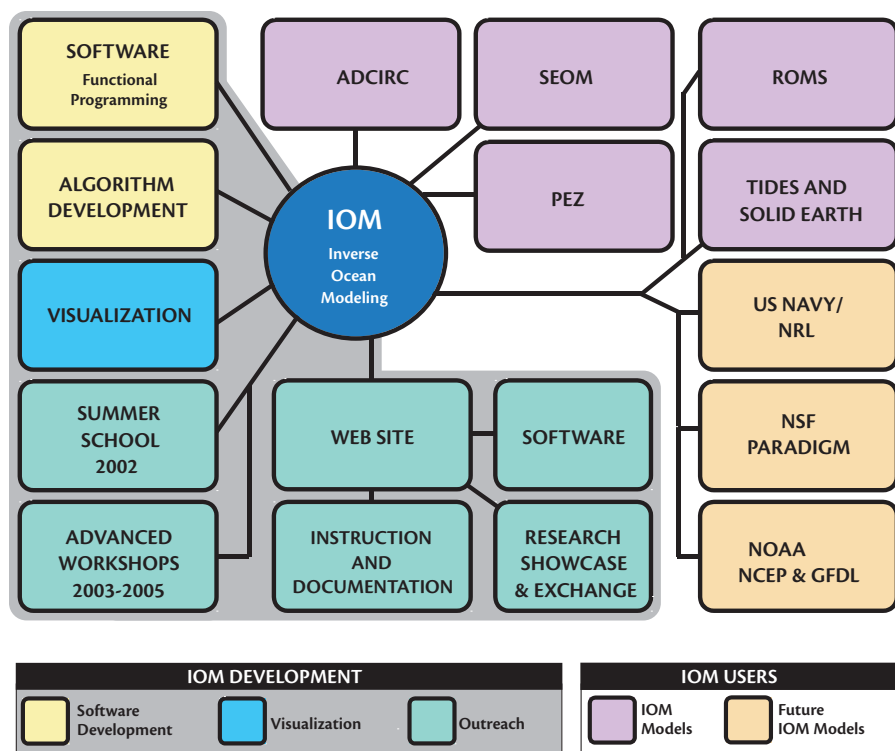 SOFTWARE
Functional
Programming
ADCIRC
SEOM
ROMS
ALGORITHM
DEVELOPMENT
IOM
Inverse
Ocean
Modeling
PEZ
TIDES AND
SOLID EARTH
VISUALIZATION
US NAVY/
NRL
SUMMER
SCHOOL
2002
WEB SITE
SOFTWARE
NSF
PARADIGM
ADVANCED
WORKSHOPS
2003-2005
INSTRUCTION
AND
DOCUMENTATION
RESEARCH
SHOWCASE
& EXCHANGE
NOAA
NCEP & GFDL
IOM DEVELOPMENT
Software
Development
Visualization
Outreach
IOM USERS
IOM
Models
Future
IOM Models